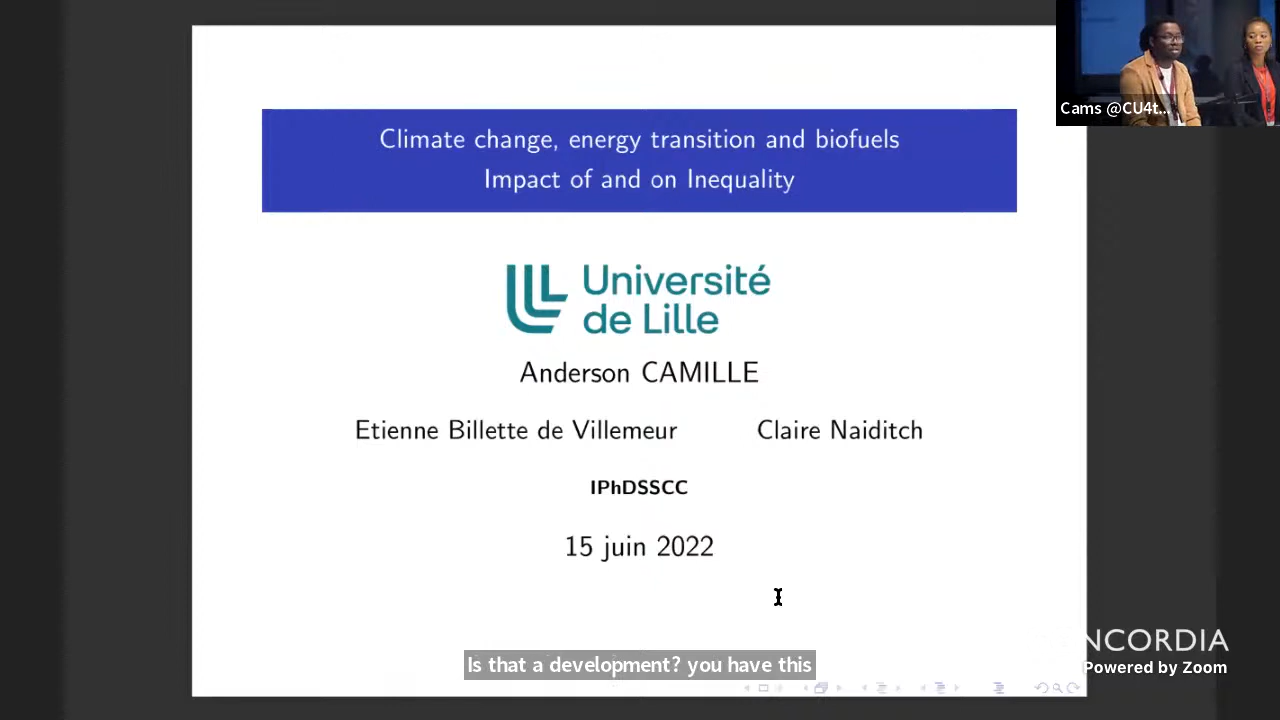 Cams @CU4t...
Climate change, energy transition and biofuels
Impact of and on Inequality
Université
de Lille
Anderson CAMILLE
Etienne Billette de Villemeur
Claire Naiditch
IPhDSSCC
15 juin 2022
NCORDIA
Is that a development? you have this
Powered by Zoom